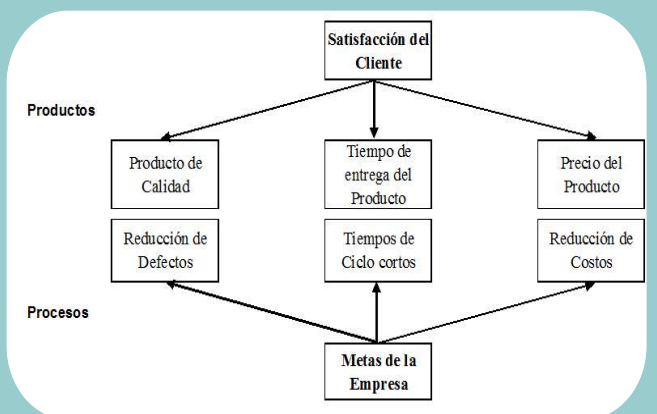 Satisfacción del
Cliente
Productos
Producto de
Calidad
Tiempo de
entrega del
Producto
Precio del
Producto
Reducción de
Defectos
Tiempos de
Ciclo cortos
Reducción de
Costos
Procesos
Metas de la
Empresa